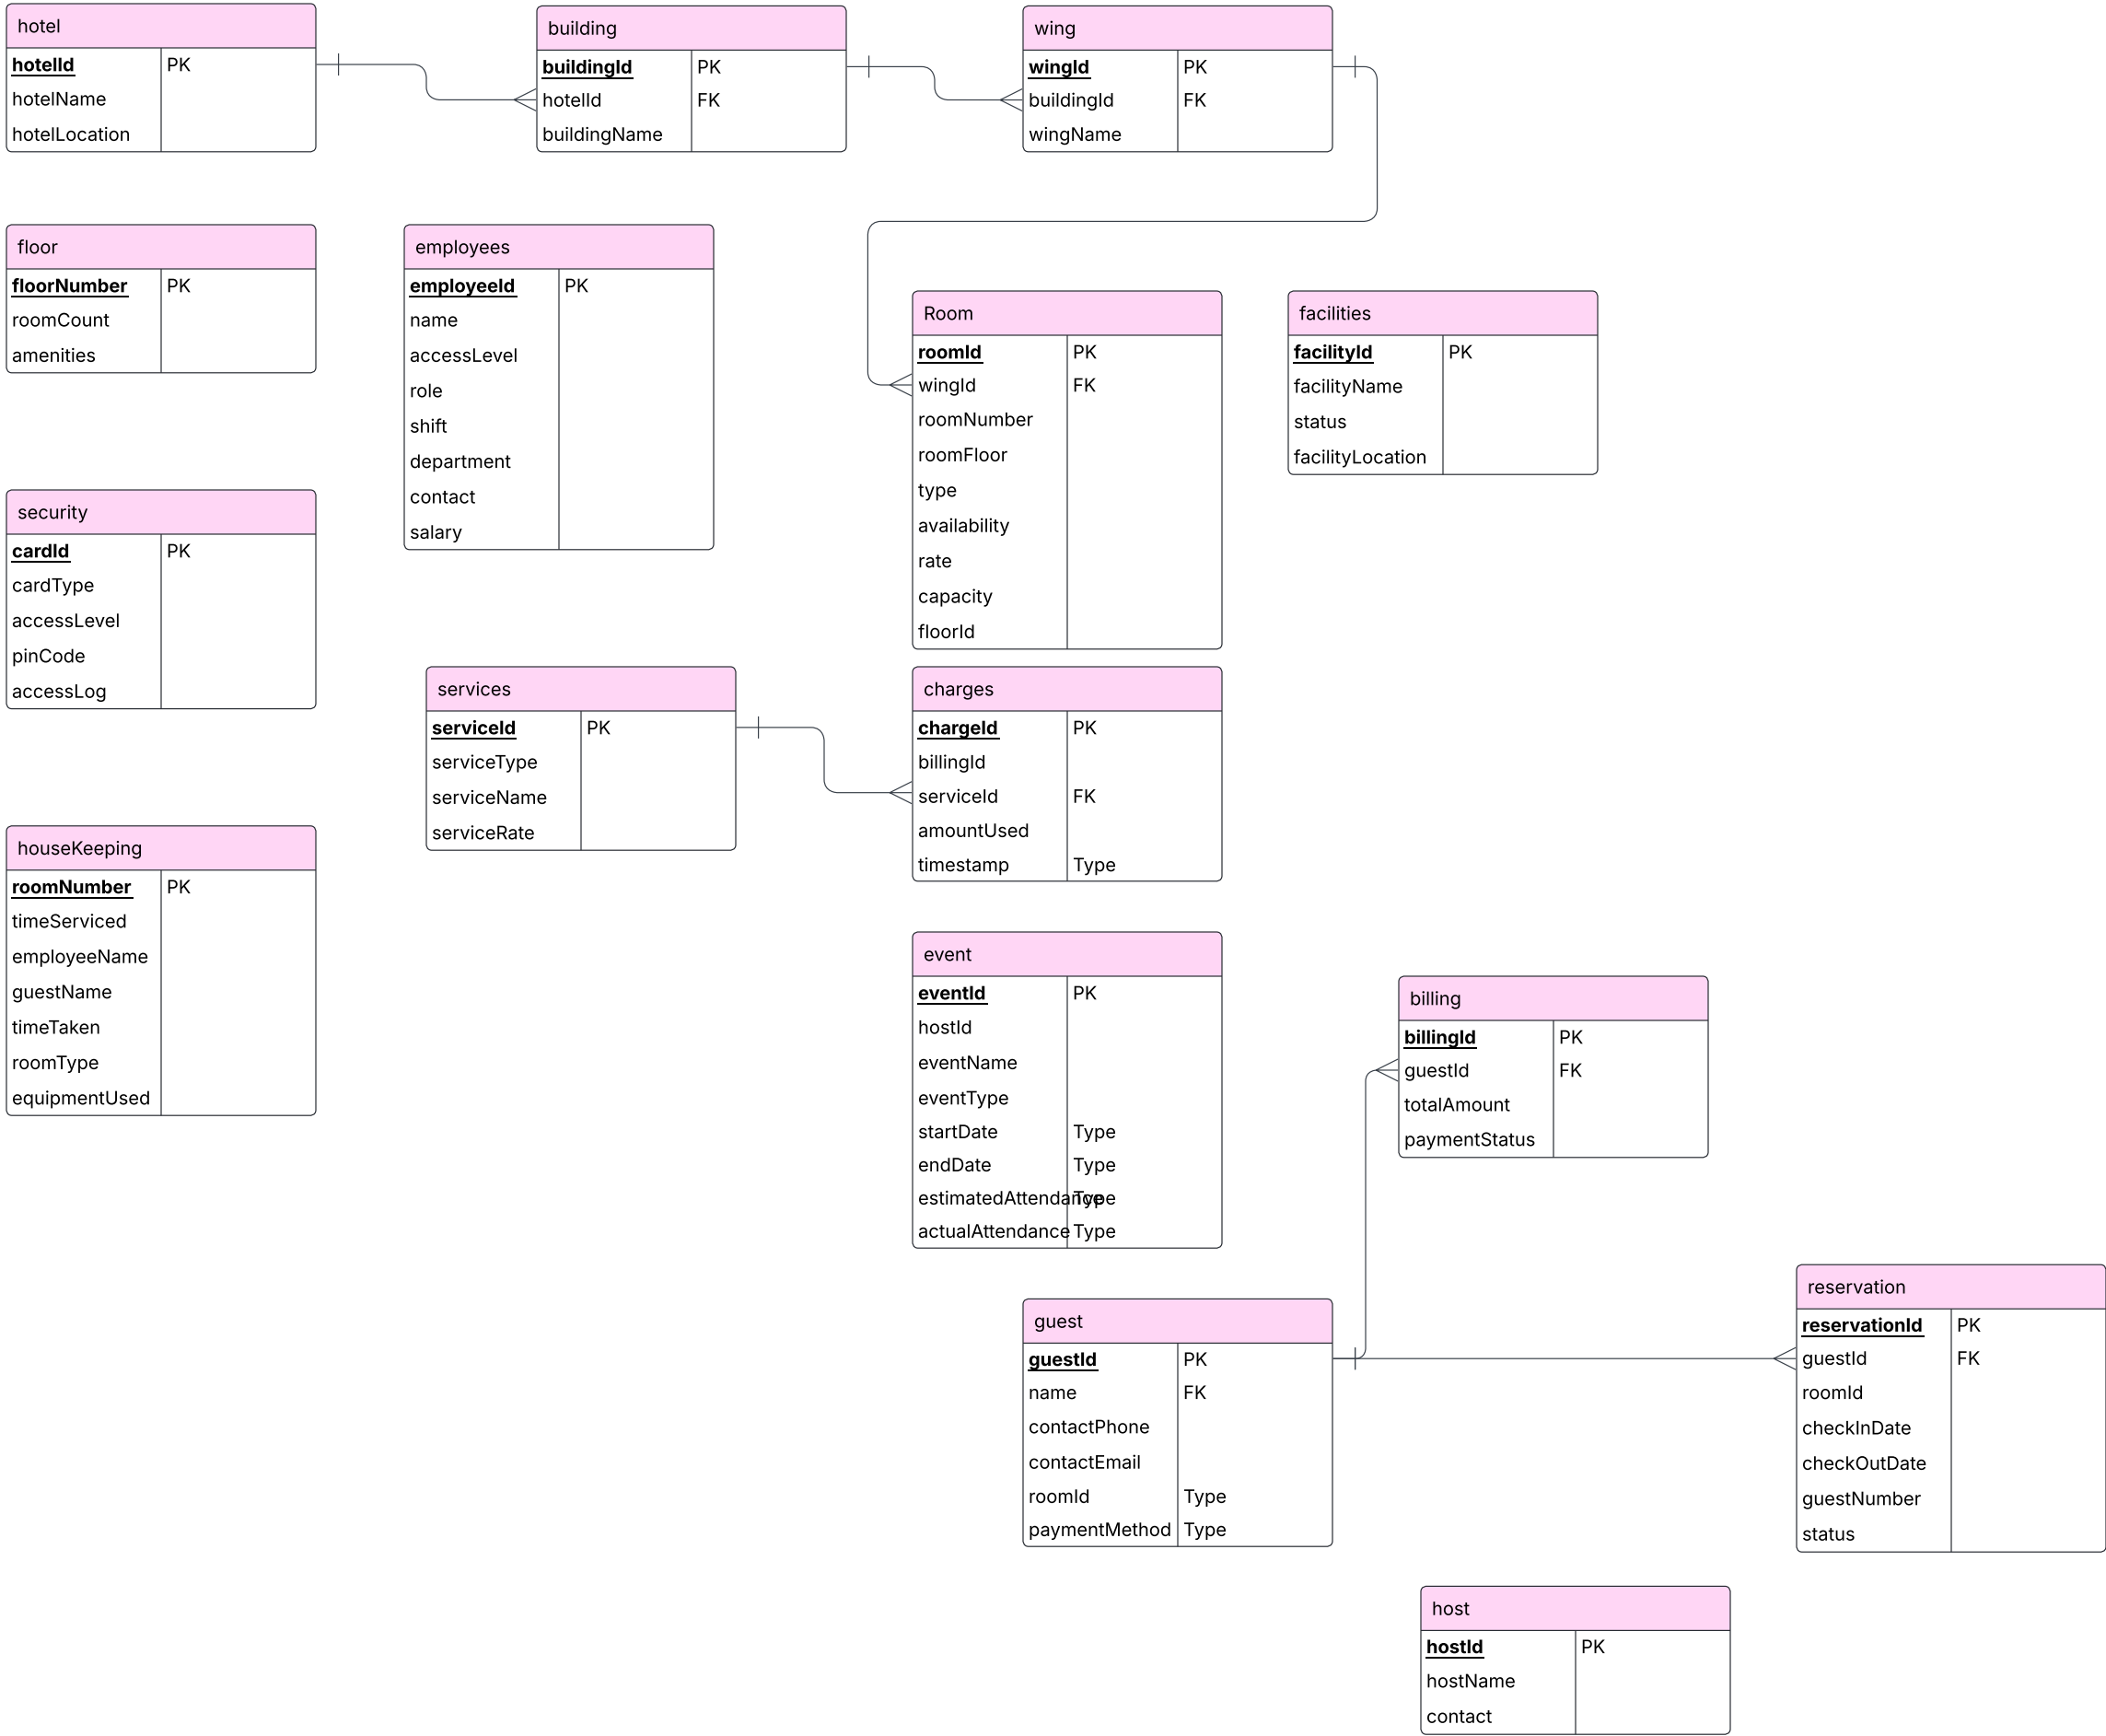 hotel
hotelId PK
hotelName
hotelLocation
building
buildingId PK
hotelId FK
buildingName
wing
wingId PK
buildingId FK
wingName
floor
floorNumber PK
roomCount
amenities
employees
employeeId PK
name
accessLevel
role
shift
department
contact
salary
Room
roomId PK
wingId FK
roomNumber
roomFloor
type
availability
rate
capacity
floorId
facilities
facilityId PK
facilityName
status
facilityLocation
security
cardId PK
cardType
accessLevel
pinCode
accessLog
services
serviceId PK
serviceType
serviceName
serviceRate
charges
chargeId PK
billingId
serviceId FK
amountUsed
timestamp Type
houseKeeping
roomNumber PK
timeServiced
employeeName
guestName
timeTaken
roomType
equipmentUsed
event
eventId PK
hostId
eventName
eventType
startDate Type
endDate Type
estimatedAttendance Type
actualAttendance Type
billing
billingId PK
guestId FK
totalAmount
paymentStatus
guest
guestId PK
name FK
contactPhone
contactEmail
roomId Type
paymentMethod Type
reservation
reservationId PK
guestId FK
roomId
checkInDate
checkOutDate
guestNumber
status
host
hostId PK
hostName
contact